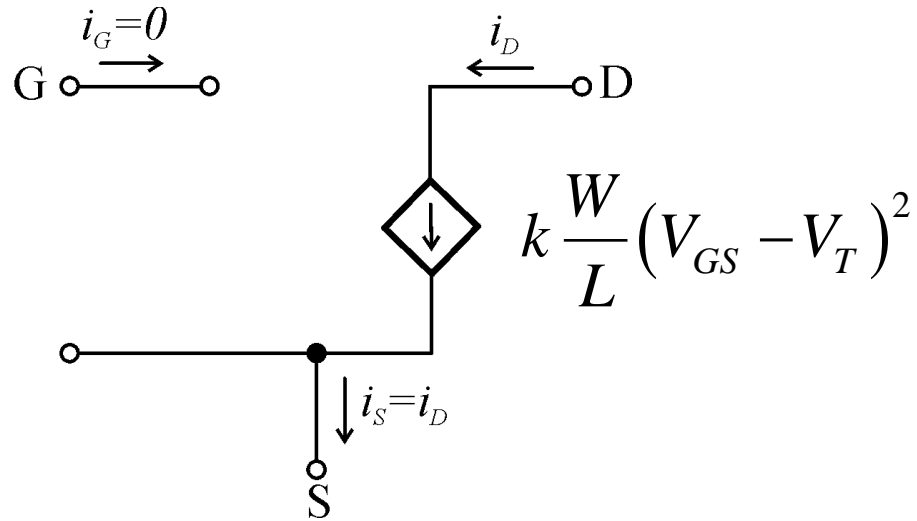 i_G=0
i_D
G
D
k W/L (V_GS − V_T)^2
i_S=i_D
S